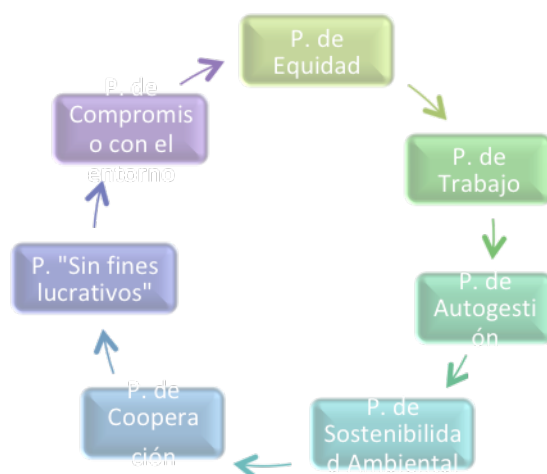 P. de
Equidad
P. de
Trabajo
P. de
Autogesti
ón
P. de
Sostenibilida
d Ambiental
P. de
Coopera
ción
P. "Sin fines
lucrativos"
P. de
Compromis
o con el
entorno